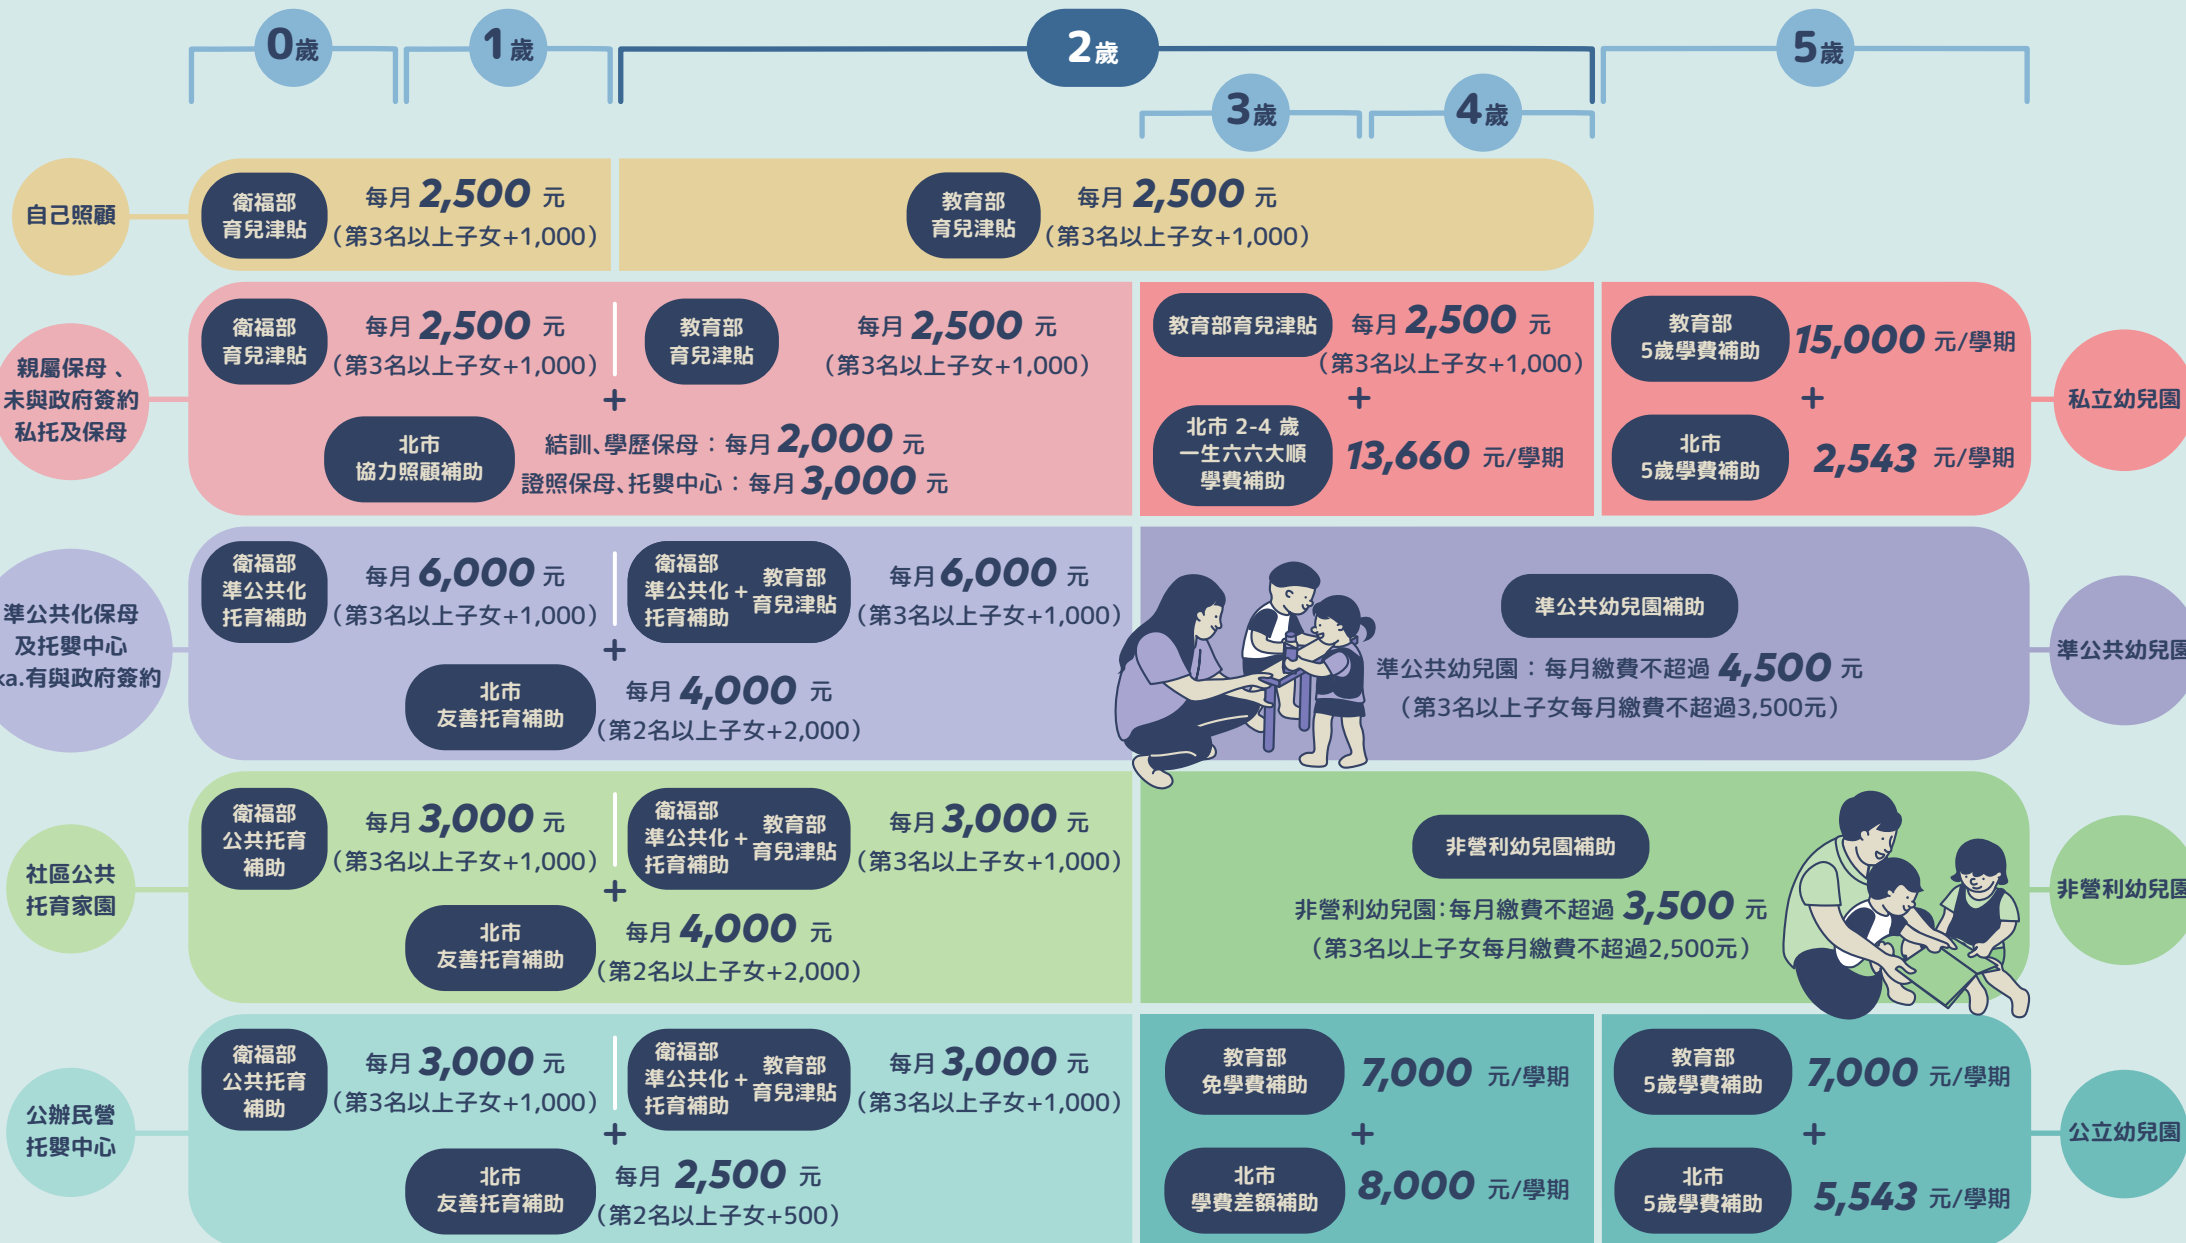 0歲
1歲
2歲
5歲
3歲
4歲
自己照顧
衛福部
育兒津貼
每月 2,500 元
(第3名以上子女+1,000)
教育部
育兒津貼
每月 2,500 元
(第3名以上子女+1,000)
親屬保母、
未與政府簽約
私托及保母
衛福部
育兒津貼
每月 2,500 元
(第3名以上子女+1,000)
教育部
育兒津貼
每月 2,500 元
(第3名以上子女+1,000)
+
北市
協力照顧補助
結訓、學歷保母：每月 2,000 元
證照保母、托嬰中心：每月 3,000 元
教育部育兒津貼
每月 2,500 元
(第3名以上子女+1,000)
+
北市 2-4 歲
一生六六大順
學費補助
13,660 元/學期
教育部
5歲學費補助
15,000 元/學期
+
北市
5歲學費補助
2,543 元/學期
私立幼兒園
準公共化保母
及托嬰中心
ka.有與政府簽約
衛福部
準公共化
托育補助
每月 6,000 元
(第3名以上子女+1,000)
衛福部
準公共化
托育補助
+
教育部
育兒津貼
每月 6,000 元
(第3名以上子女+1,000)
+
北市
友善托育補助
每月 4,000 元
(第2名以上子女+2,000)
準公共幼兒園補助
準公共幼兒園：每月繳費不超過 4,500 元
(第3名以上子女每月繳費不超過3,500元)
準公共幼兒園
社區公共
托育家園
衛福部
公共托育
補助
每月 3,000 元
(第3名以上子女+1,000)
衛福部
準公共化
托育補助
+
教育部
育兒津貼
每月 3,000 元
(第3名以上子女+1,000)
+
北市
友善托育補助
每月 4,000 元
(第2名以上子女+2,000)
非營利幼兒園補助
非營利幼兒園:每月繳費不超過 3,500 元
(第3名以上子女每月繳費不超過2,500元)
非營利幼兒園
公辦民營
托嬰中心
衛福部
公共托育
補助
每月 3,000 元
(第3名以上子女+1,000)
衛福部
準公共化
托育補助
+
教育部
育兒津貼
每月 3,000 元
(第3名以上子女+1,000)
+
北市
友善托育補助
每月 2,500 元
(第2名以上子女+500)
教育部
免學費補助
7,000 元/學期
+
北市
學費差額補助
8,000 元/學期
教育部
5歲學費補助
7,000 元/學期
+
北市
5歲學費補助
5,543 元/學期
公立幼兒園